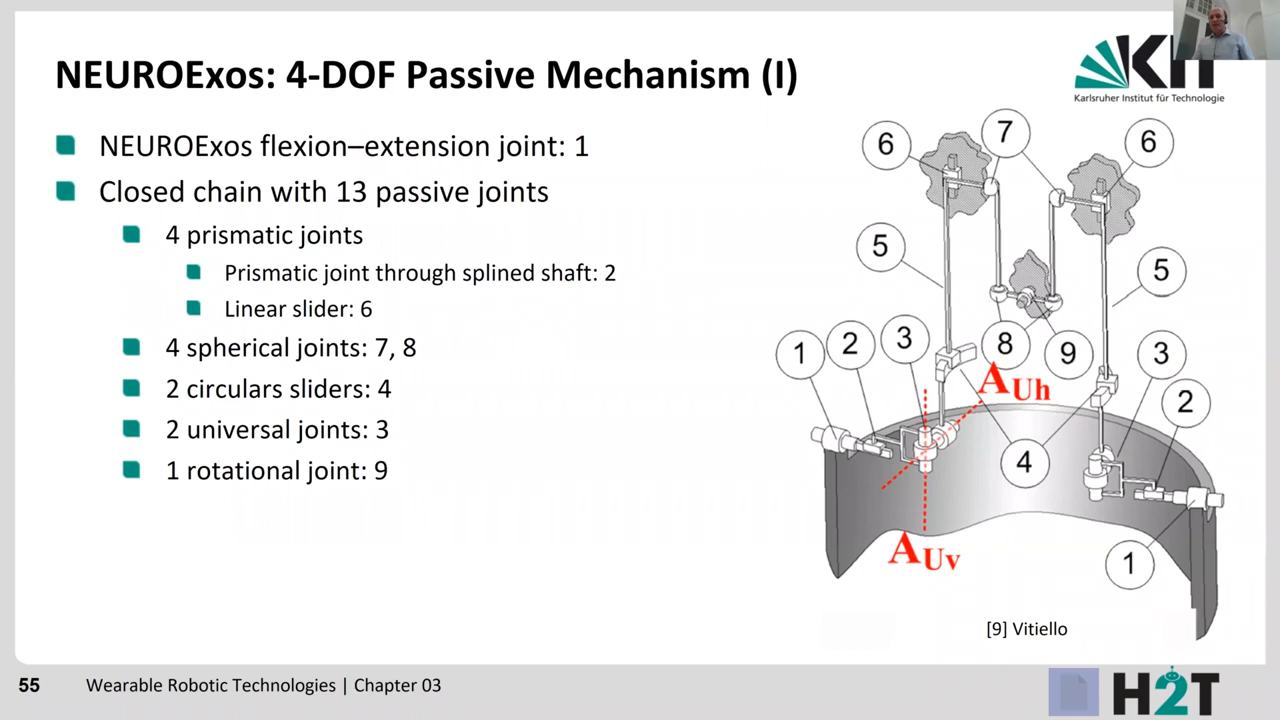 NEUROExos: 4-DOF Passive Mechanism (I)
KIT
Karlsruher Institut für Technologie
NEUROExos flexion–extension joint: 1
Closed chain with 13 passive joints
4 prismatic joints
Prismatic joint through splined shaft: 2
Linear slider: 6
4 spherical joints: 7, 8
2 circulars sliders: 4
2 universal joints: 3
1 rotational joint: 9
6 7 6
5 5
1 2 3 8 9 3
A Uh
2
4
A Uv
1
[9] Vitiello
55 Wearable Robotic Technologies | Chapter 03
H2T